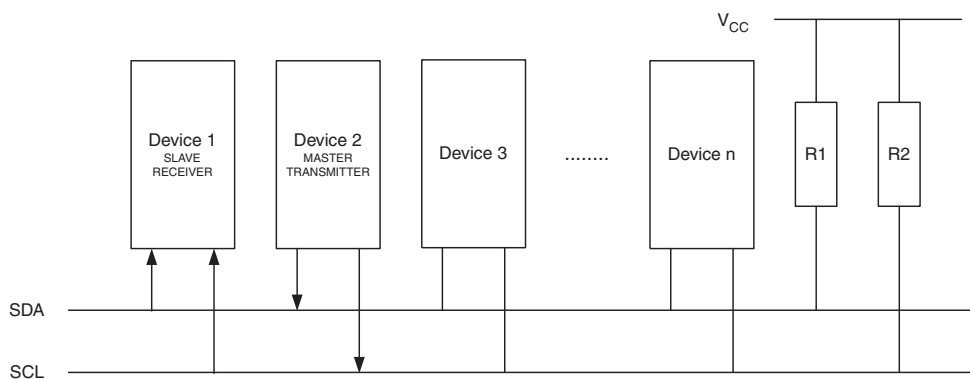 V_CC
Device 1
SLAVE
RECEIVER
Device 2
MASTER
TRANSMITTER
Device 3
........
Device n
R1
R2
SDA
SCL